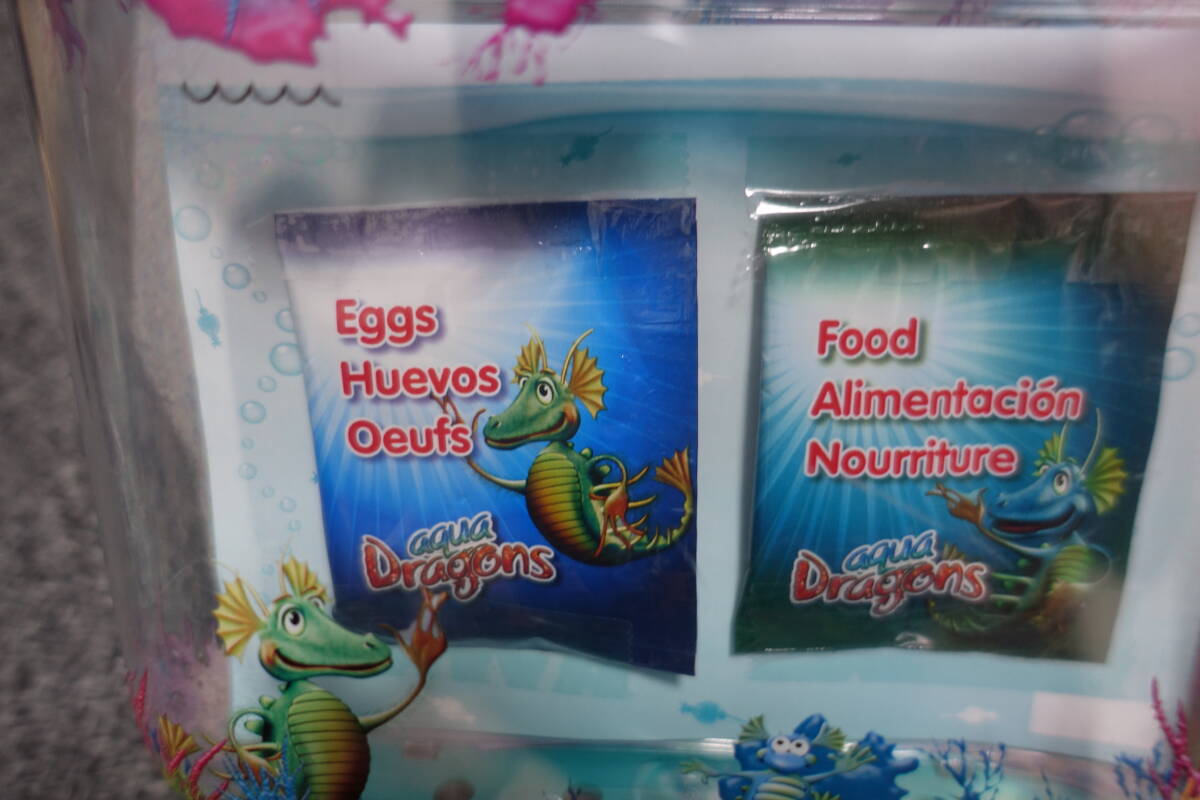 Eggs
Huevos
Oeufs
aqua
Dragons
Food
Alimentación
Nourriture
aqua
Dragons